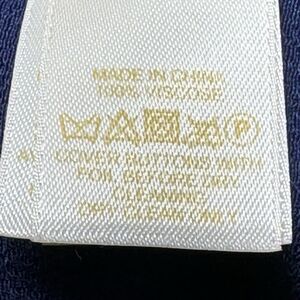 MADE IN CHINA
100% VISCOSE
P
COVER BUTTONS WITH
FOIL BEFORE DRY
CLEANING
DRY CLEAN ONLY